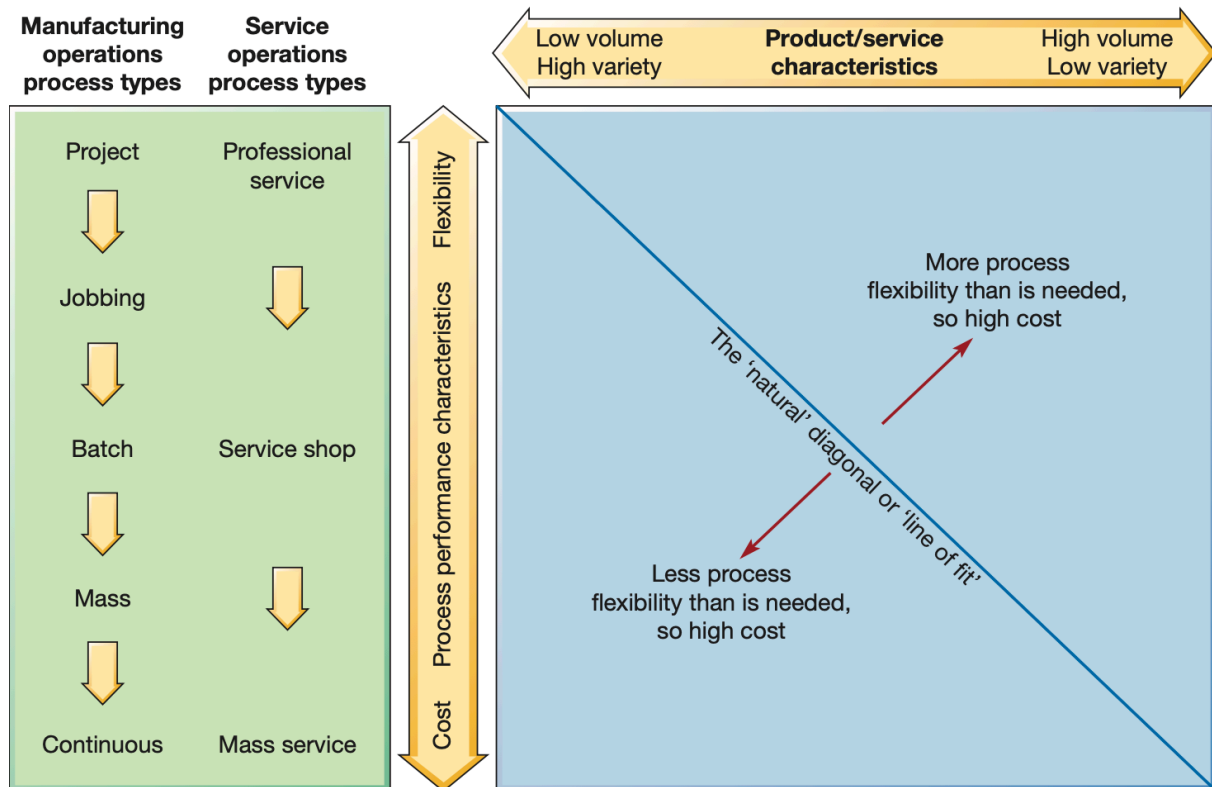 Manufacturing
operations
process types
Service
operations
process types
Low volume
High variety
Product/service
characteristics
High volume
Low variety
Project
Professional
service
Jobbing
Batch
Service shop
Mass
Continuous
Mass service
Flexibility
Process performance characteristics
Cost
More process
flexibility than is needed,
so high cost
The ‘natural’ diagonal or ‘line of fit’
Less process
flexibility than is needed,
so high cost